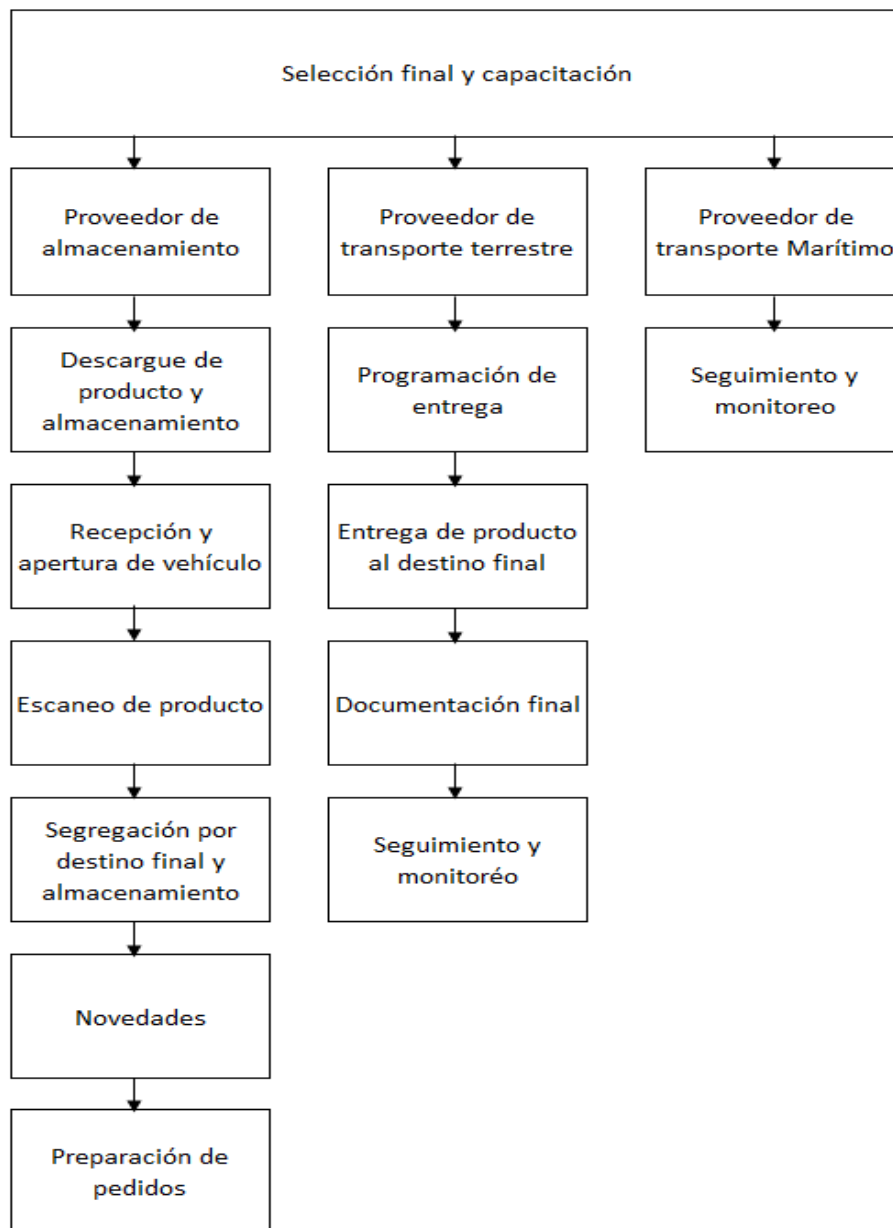 Selección final y capacitación
Proveedor de
almacenamiento
Proveedor de
transporte terrestre
Proveedor de
transporte Marítimo
Descargue de
producto y
almacenamiento
Programación de
entrega
Seguimiento y
monitoreo
Recepción y
apertura de vehículo
Entrega de producto
al destino final
Escaneo de producto
Documentación final
Segregación por
destino final y
almacenamiento
Seguimiento y
monitoréo
Novedades
Preparación de
pedidos